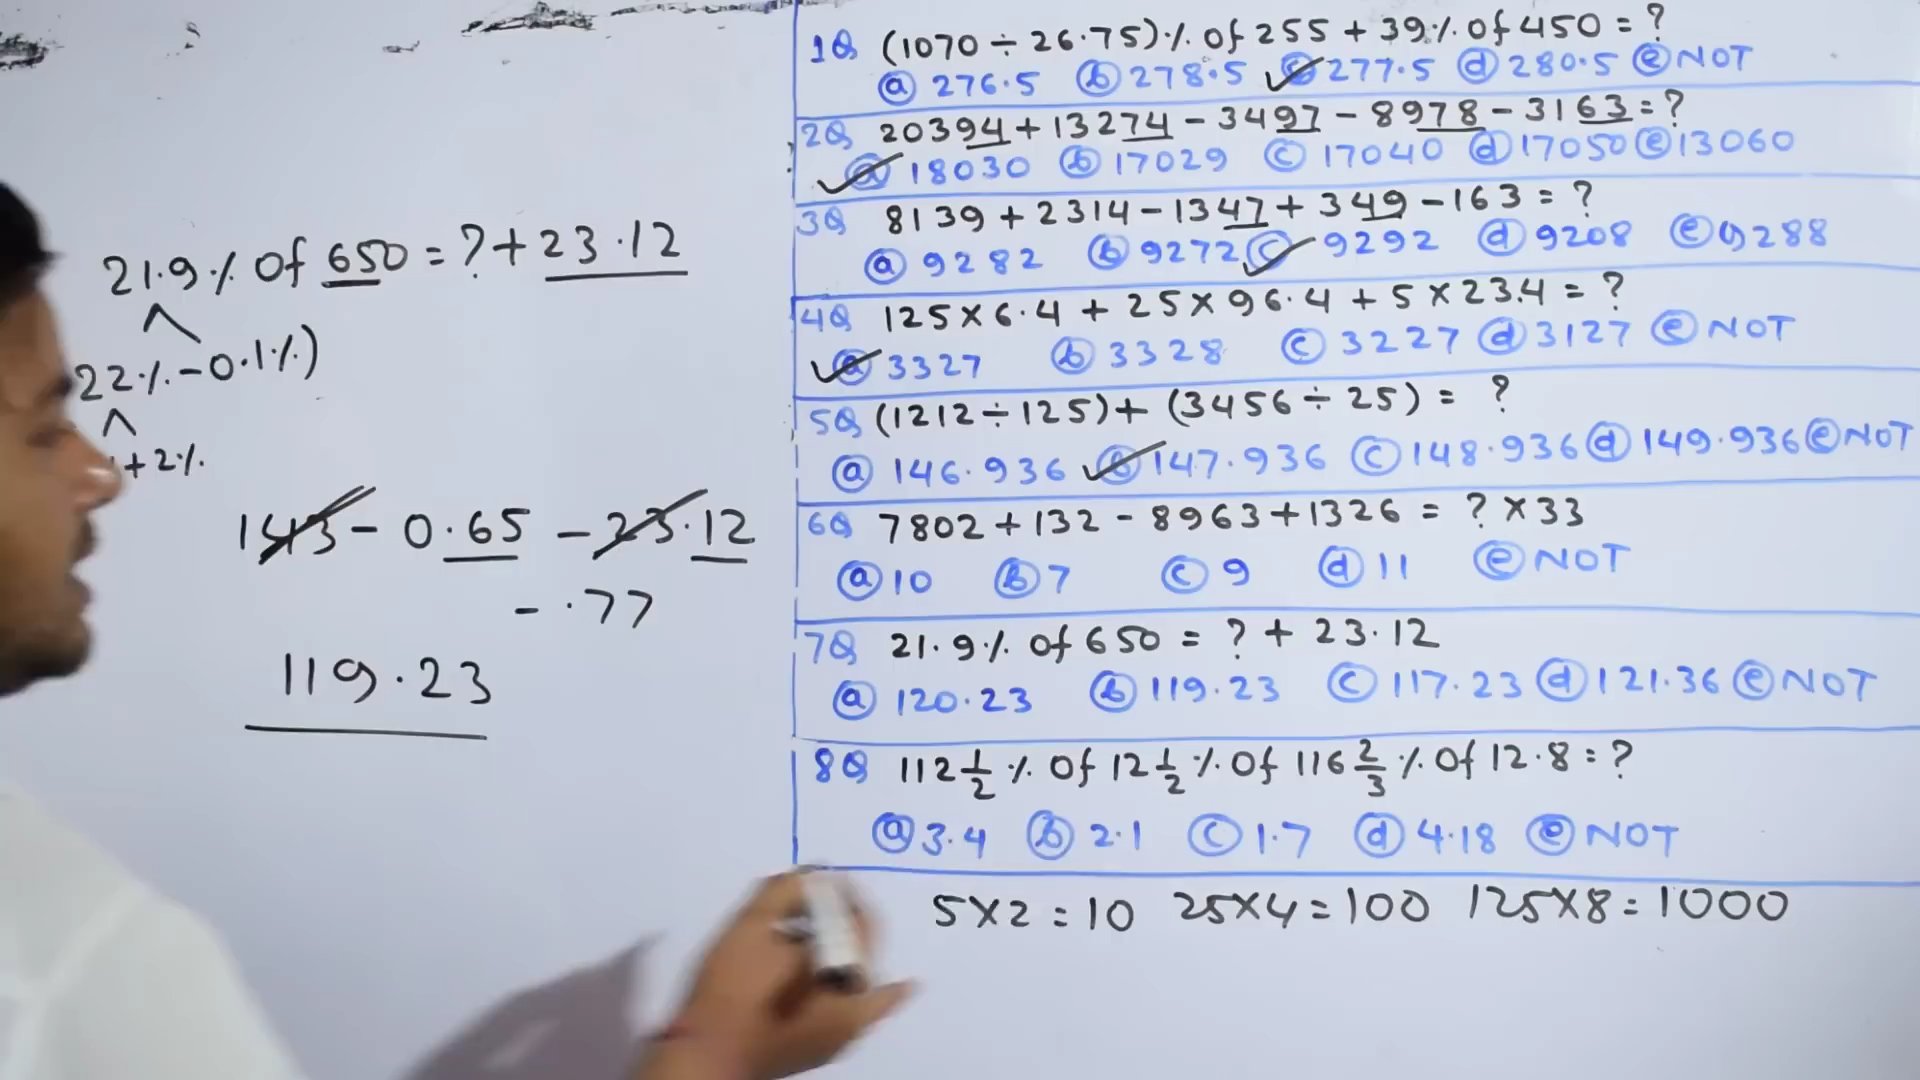 21.9% of 650 = ? + 23.12
22% - 0.1%)
+ 2%
143 - 0.65 - 23.12
- .77
119.23
1Q (1070 ÷ 26.75)% of 255 + 39% of 450 = ?
a 276.5 b 278.5 c 277.5 d 280.5 e NOT
2Q 20394 + 13274 - 3497 - 8978 - 3163 = ?
a 18030 b 17029 c 17040 d 17050 e 13060
3Q 8139 + 2314 - 1347 + 349 - 163 = ?
a 9282 b 9272 c 9292 d 9208 e 9288
4Q 125 × 6.4 + 25 × 96.4 + 5 × 23.4 = ?
a 3327 b 3328 c 3227 d 3127 e NOT
5Q (1212 ÷ 125) + (3456 ÷ 25) = ?
a 146.936 b 147.936 c 148.936 d 149.936 e NOT
6Q 7802 + 132 - 8963 + 1326 = ? × 33
a 10 b 7 c 9 d 11 e NOT
7Q 21.9% of 650 = ? + 23.12
a 120.23 b 119.23 c 117.23 d 121.36 e NOT
8Q 112 1/2 % of 12 1/2 % of 116 2/3 % of 12.8 = ?
a 3.4 b 2.1 c 1.7 d 4.18 e NOT
5×2 = 10 25×4 = 100 125×8 = 1000